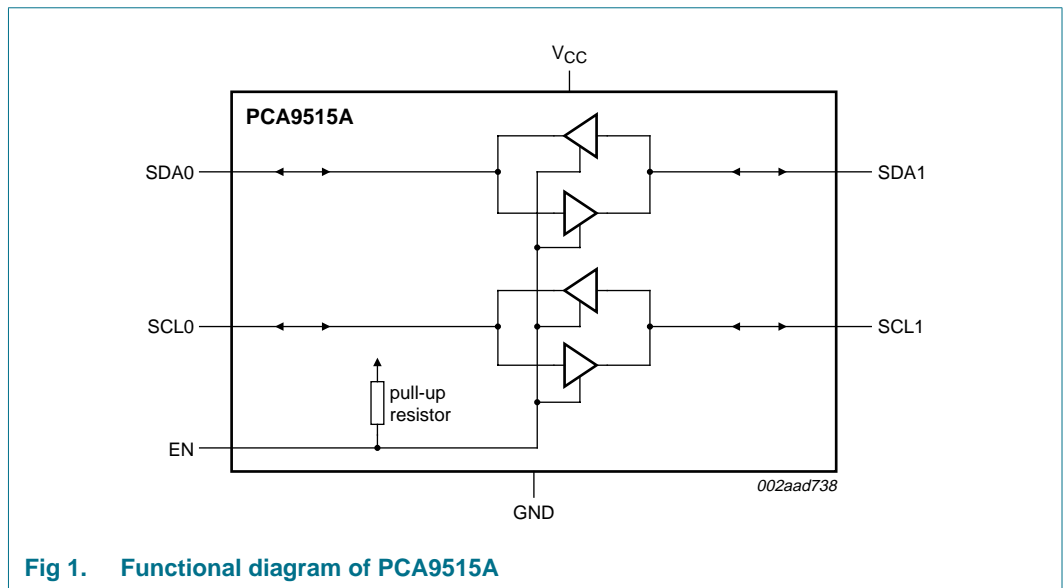 VCC
PCA9515A
SDA0
SDA1
SCL0
SCL1
pull-up
resistor
EN
002aad738
GND
Fig 1. Functional diagram of PCA9515A